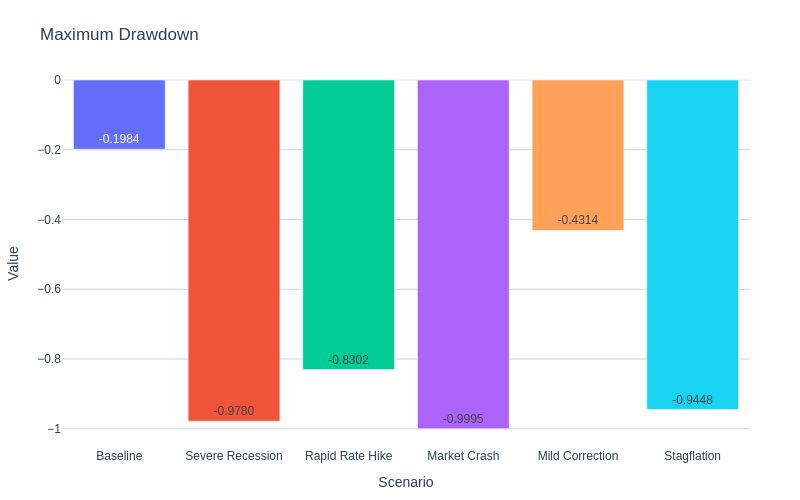 Maximum Drawdown
Value
0
−0.2
−0.4
−0.6
−0.8
−1
-0.1984
-0.9780
-0.8302
-0.9995
-0.4314
-0.9448
Baseline
Severe Recession
Rapid Rate Hike
Market Crash
Mild Correction
Stagflation
Scenario